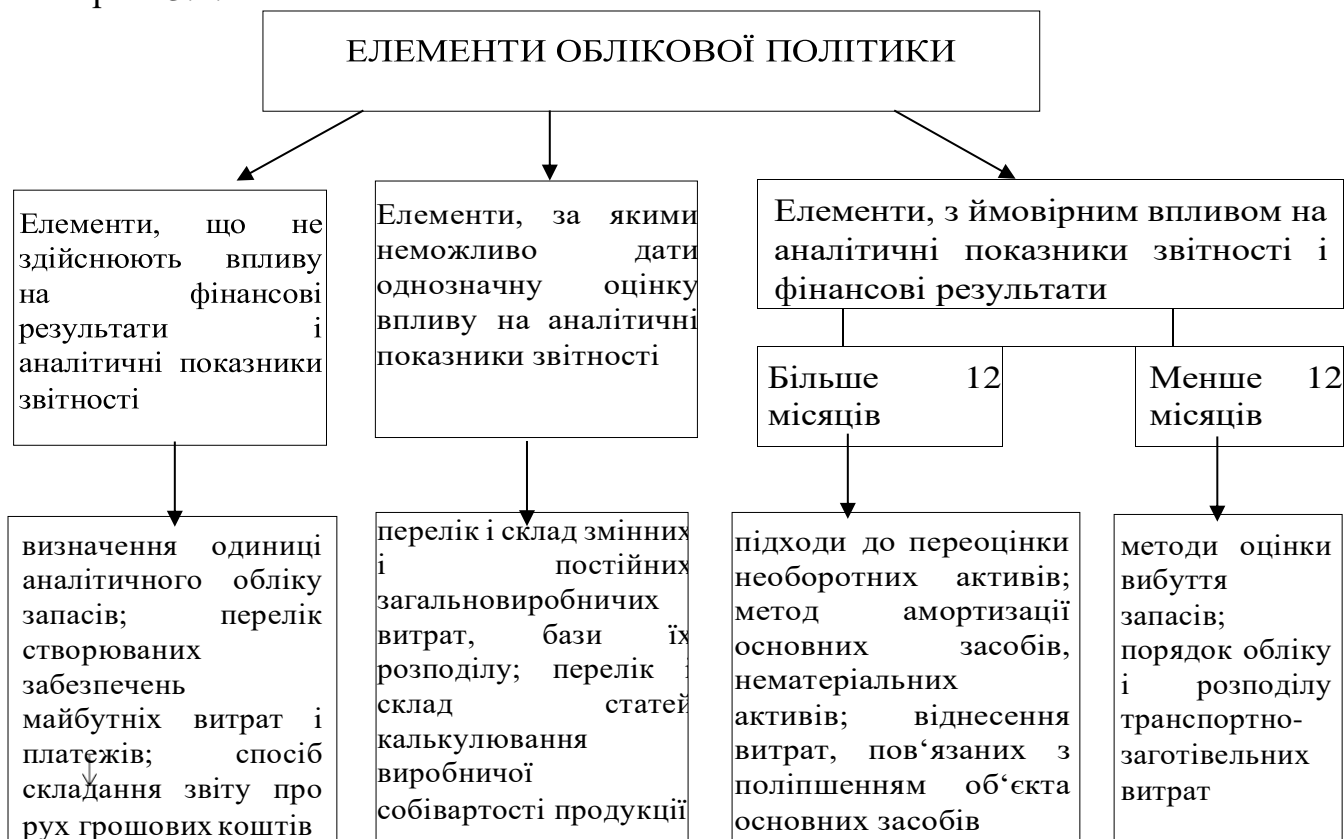 ЕЛЕМЕНТИ ОБЛІКОВОЇ ПОЛІТИКИ
Елементи, що не
здійснюють впливу
на фінансові
результати і
аналітичні показники
звітності
Елементи, за якими
неможливо дати
однозначну оцінку
впливу на аналітичні
показники звітності
Елементи, з ймовірним впливом на
аналітичні показники звітності і
фінансові результати
Більше 12
місяців
Менше 12
місяців
визначення одиниці
аналітичного обліку
запасів; перелік
створюваних
забезпечень
майбутніх витрат і
платежів; спосіб
складання звіту про
рух грошових коштів
перелік і склад змінних
і постійних
загальновиробничих
витрат, бази їх
розподілу; перелік і
склад статей
калькулювання
виробничої
собівартості продукції
підходи до переоцінки
необоротних активів;
метод амортизації
основних засобів,
нематеріальних
активів; віднесення
витрат, пов‘язаних з
поліпшенням об‘єкта
основних засобів
методи оцінки
вибуття
запасів;
порядок обліку
і розподілу
транспортно-
заготівельних
витрат